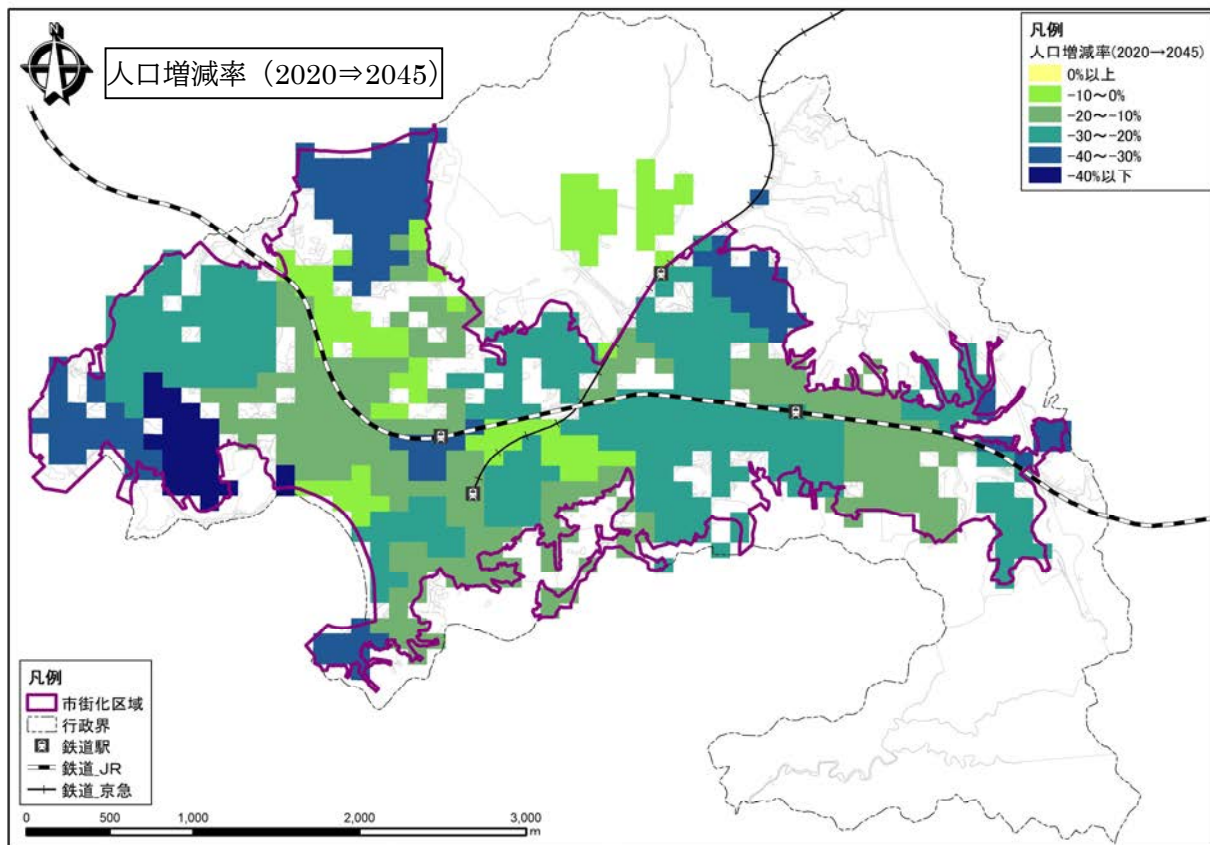 N
人口増減率（2020⇒2045）
凡例
人口増減率(2020→2045)
0%以上
-10～0%
-20～-10%
-30～-20%
-40～-30%
-40%以下
凡例
市街化区域
行政界
鉄道駅
鉄道_JR
鉄道_京急
0 500 1,000 2,000 3,000
m